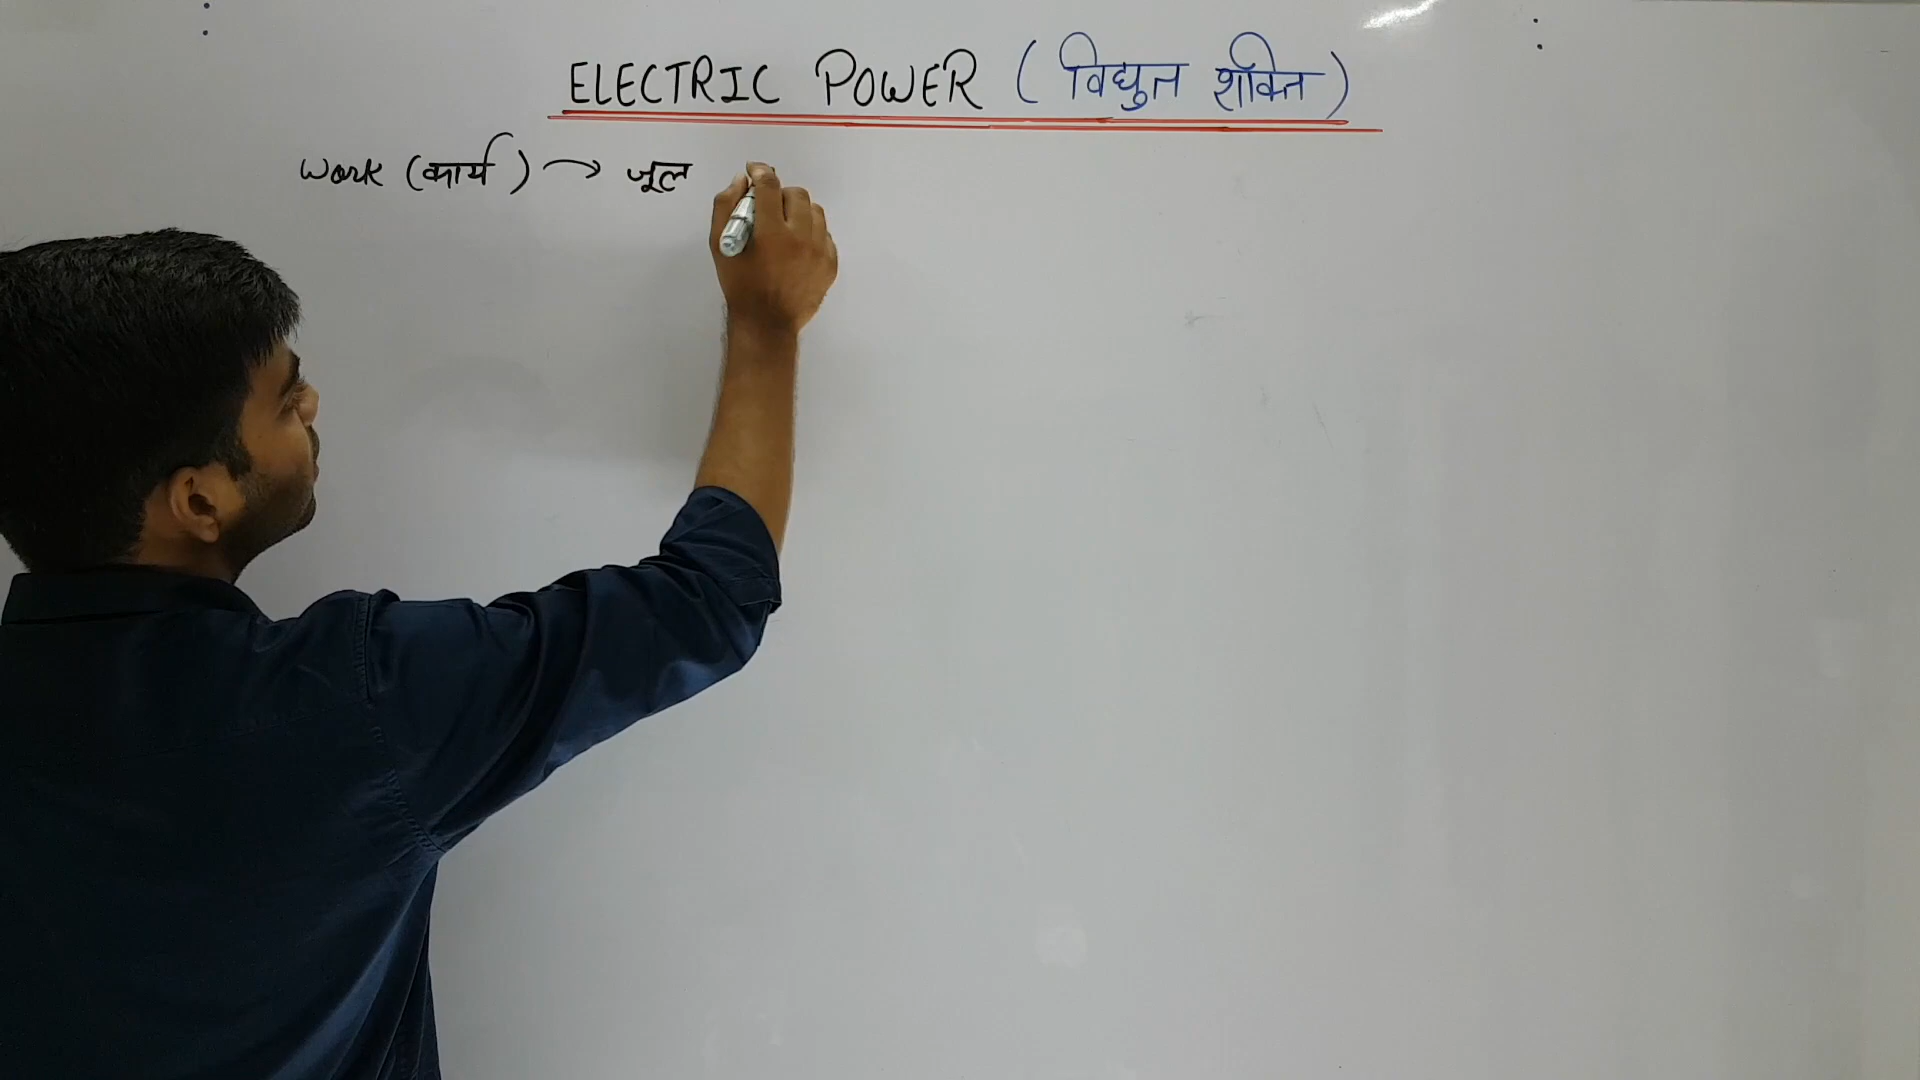 ELECTRIC POWER (विद्युत शक्ति)
Work (कार्य) → जूल